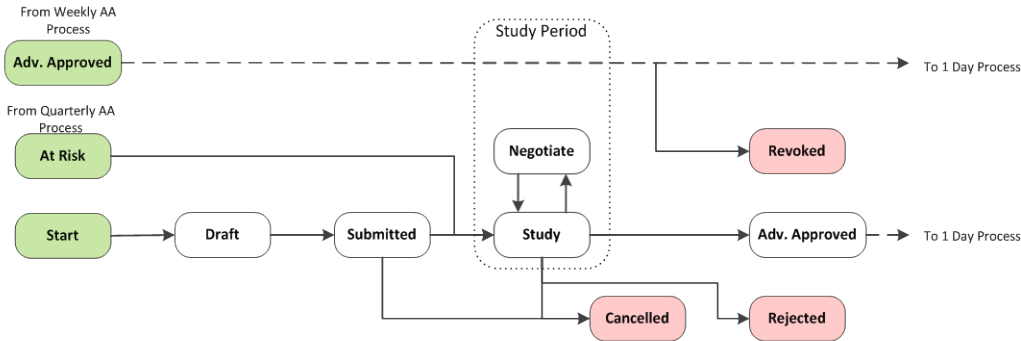 From Weekly AA
Process
Study Period
Adv. Approved
To 1 Day Process
From Quarterly AA
Process
At Risk
Negotiate
Revoked
Start
Draft
Submitted
Study
Adv. Approved
To 1 Day Process
Cancelled
Rejected